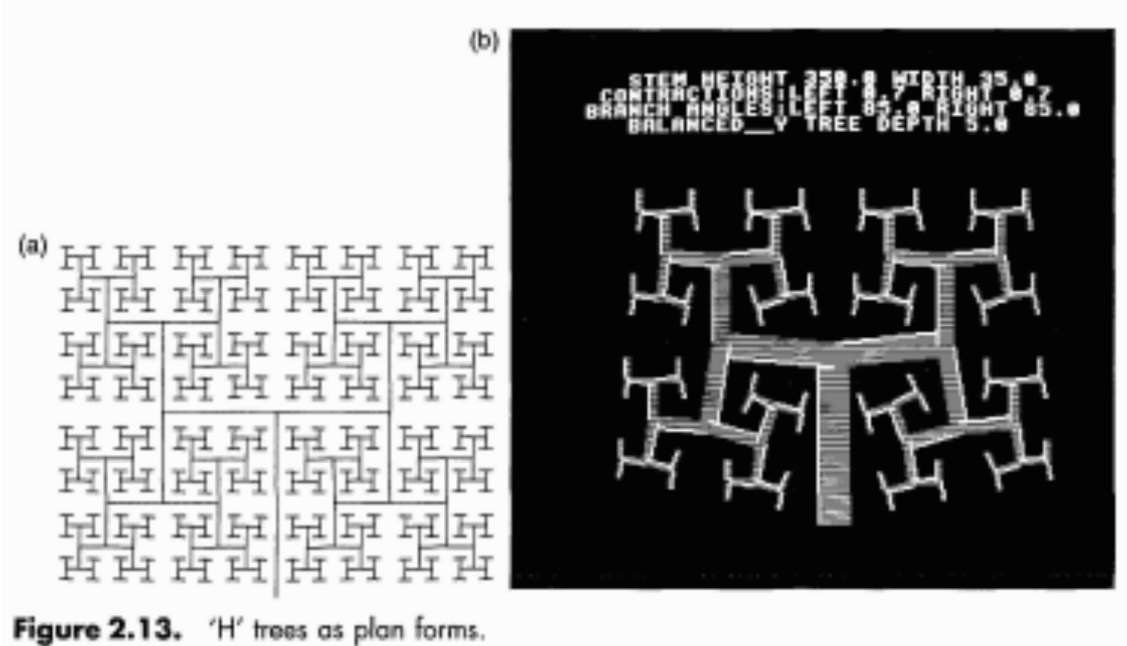 (b)
STEM HEIGHT 350.0 WIDTH 35.0
CONTRACTIONS:LEFT 0.7 RIGHT 0.7
BRANCH ANGLES:LEFT 85.0 RIGHT 85.0
BALANCED__Y TREE DEPTH 5.0
(a)
Figure 2.13. 'H' trees as plan forms.